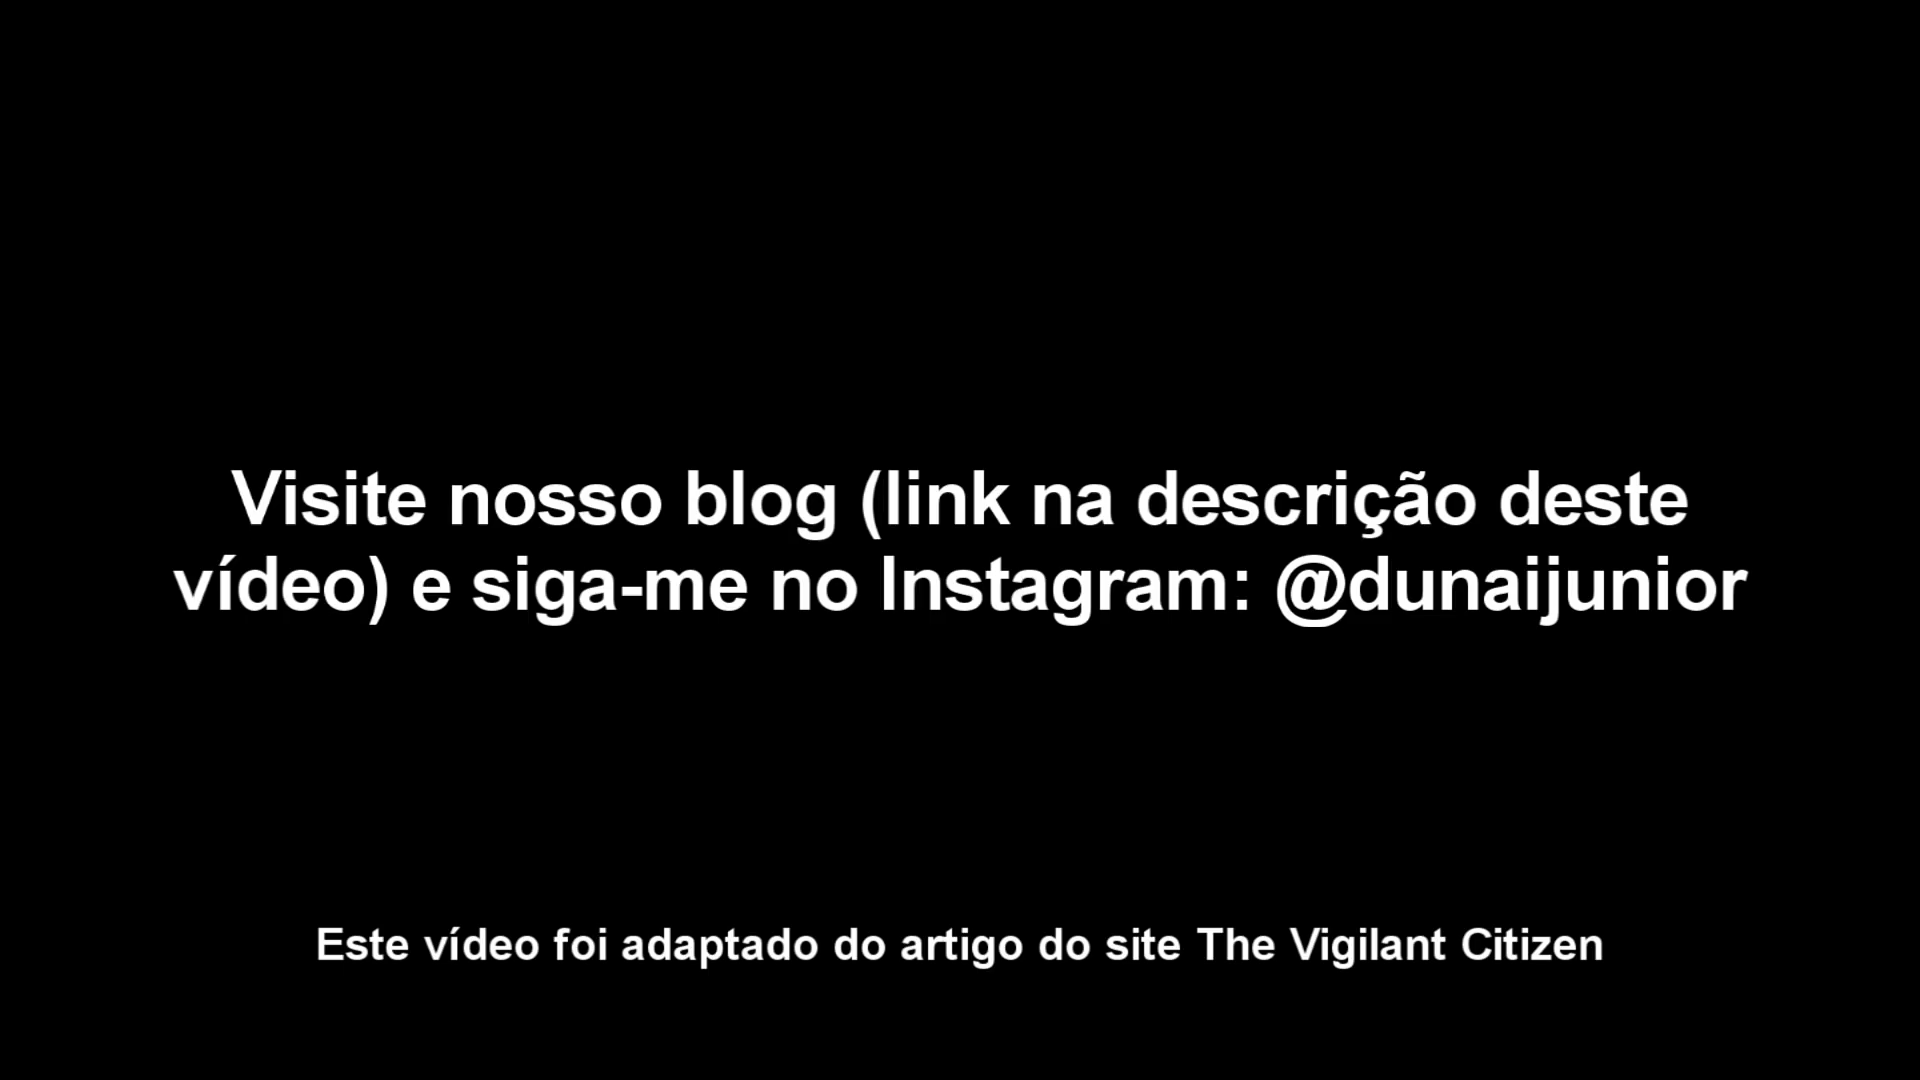 Visite nosso blog (link na descrição deste
vídeo) e siga-me no Instagram: @dunaijunior
Este vídeo foi adaptado do artigo do site The Vigilant Citizen